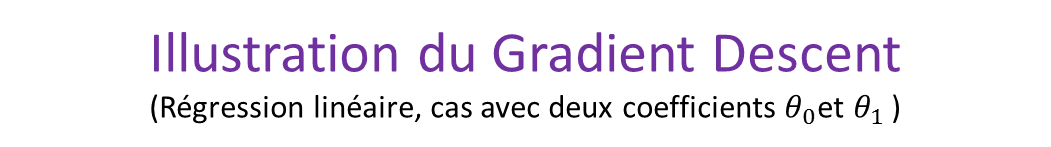 Illustration du Gradient Descent
(Régression linéaire, cas avec deux coefficients 𝜃₀et 𝜃₁ )